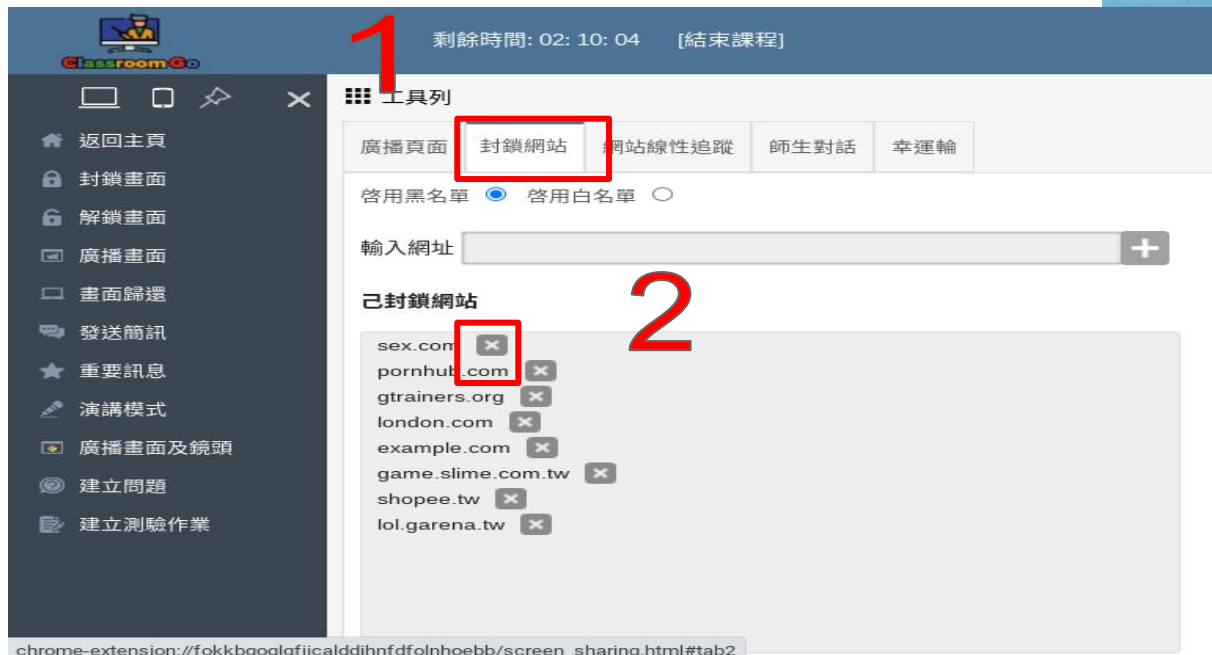 ClassroomGo
1
剩餘時間: 02: 10: 04 [結束課程]
工具列
返回主頁
封鎖畫面
解鎖畫面
廣播畫面
畫面歸還
發送簡訊
重要訊息
演講模式
廣播畫面及鏡頭
建立問題
建立測驗作業
廣播頁面 封鎖網站 網站線性追蹤 師生對話 幸運輪
啓用黑名單 啓用白名單
輸入網址
2
己封鎖網站
sex.com
pornhub.com
gtrainers.org
london.com
example.com
game.slime.com.tw
shopee.tw
lol.garena.tw